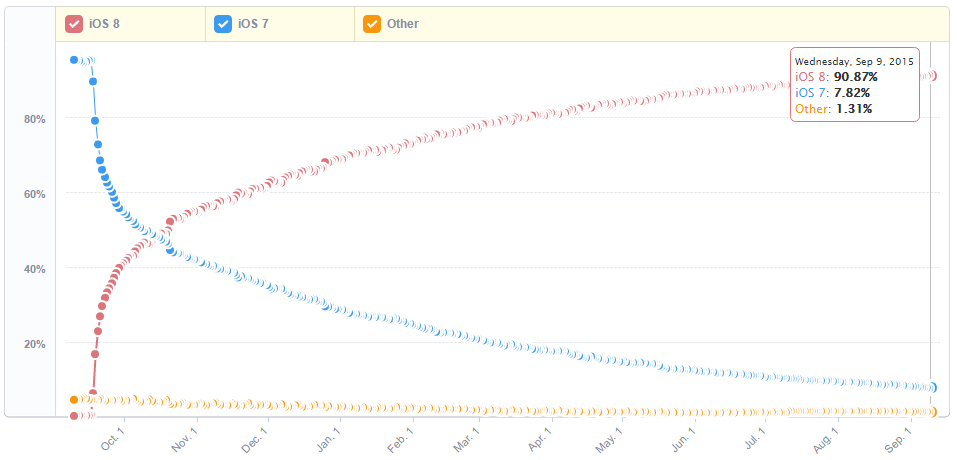 iOS 8 iOS 7 Other
Wednesday, Sep 9, 2015
iOS 8: 90.87%
iOS 7: 7.82%
Other: 1.31%
80%
60%
40%
20%
Oct. 1 Nov. 1 Dec. 1 Jan. 1 Feb. 1 Mar. 1 Apr. 1 May. 1 Jun. 1 Jul. 1 Aug. 1 Sep. 1